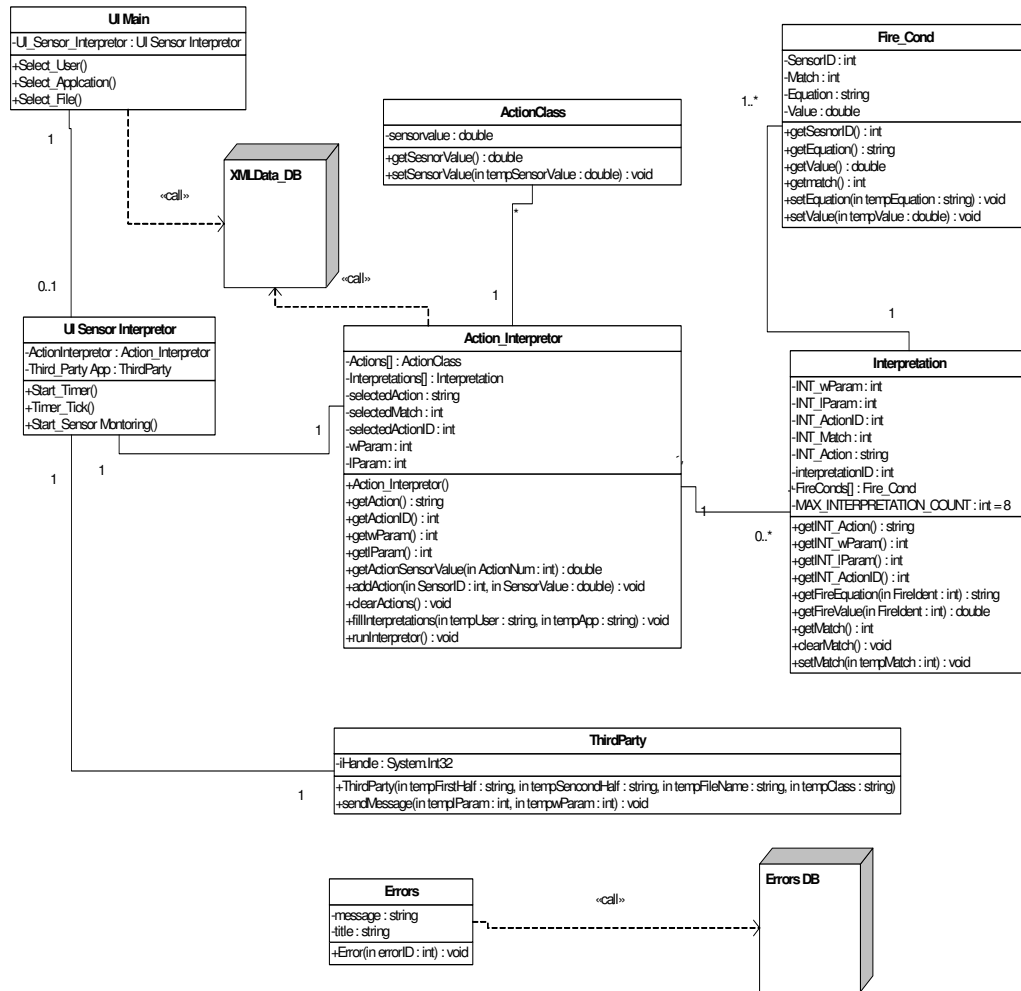 UI Main
-UI_Sensor_Interpretor : UI Sensor Interpretor
+Select_User()
+Select_Applcation()
+Select_File()
1
«call»
XMLData_DB
ActionClass
-sensorvalue : double
+getSesnorValue() : double
+setSensorValue(in tempSensorValue : double) : void
*
1
«call»
Fire_Cond
-SensorID : int
-Match : int
-Equation : string
-Value : double
+getSesnorID() : int
+getEquation() : string
+getValue() : double
+getmatch() : int
+setEquation(in tempEquation : string) : void
+setValue(in tempValue : double) : void
1..*
1
0..1
UI Sensor Interpretor
-ActionInterpretor : Action_Interpretor
-Third_Party App : ThirdParty
+Start_Timer()
+Timer_Tick()
+Start_Sensor Montoring()
1
1
1
Action_Interpretor
-Actions[] : ActionClass
-Interpretations[] : Interpretation
-selectedAction : string
-selectedMatch : int
-selectedActionID : int
-wParam : int
-lParam : int
+Action_Interpretor()
+getAction() : string
+getActionID() : int
+getwParam() : int
+getlParam() : int
+getActionSensorValue(in ActionNum : int) : double
+addAction(in SensorID : int, in SensorValue : double) : void
+clearActions() : void
+fillInterpretations(in tempUser : string, in tempApp : string) : void
+runInterpretor() : void
1
0..*
Interpretation
-INT_wParam : int
-INT_lParam : int
-INT_ActionID : int
-INT_Match : int
-INT_Action : string
-interpretationID : int
-FireConds[] : Fire_Cond
-MAX_INTERPRETATION_COUNT : int = 8
+getINT_Action() : string
+getINT_wParam() : int
+getINT_lParam() : int
+getINT_ActionID() : int
+getFireEquation(in FireIdent : int) : string
+getFireValue(in FireIdent : int) : double
+getMatch() : int
+clearMatch() : void
+setMatch(in tempMatch : int) : void
ThirdParty
-iHandle : System.Int32
+ThirdParty(in tempFirstHalf : string, in tempSencondHalf : string, in tempFileName : string, in tempClass : string)
+sendMessage(in templParam : int, in tempwParam : int) : void
1
Errors
-message : string
-title : string
+Error(in errorID : int) : void
«call»
Errors DB